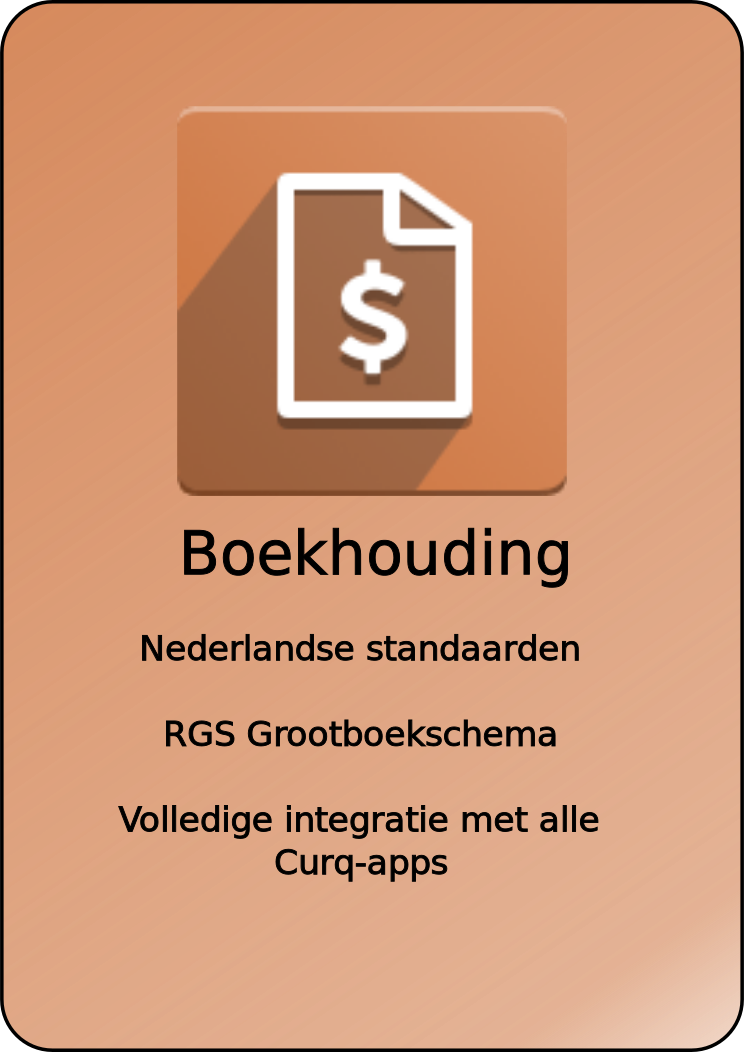 $
Boekhouding
Nederlandse standaarden
RGS Grootboekschema
Volledige integratie met alle
Curq-apps